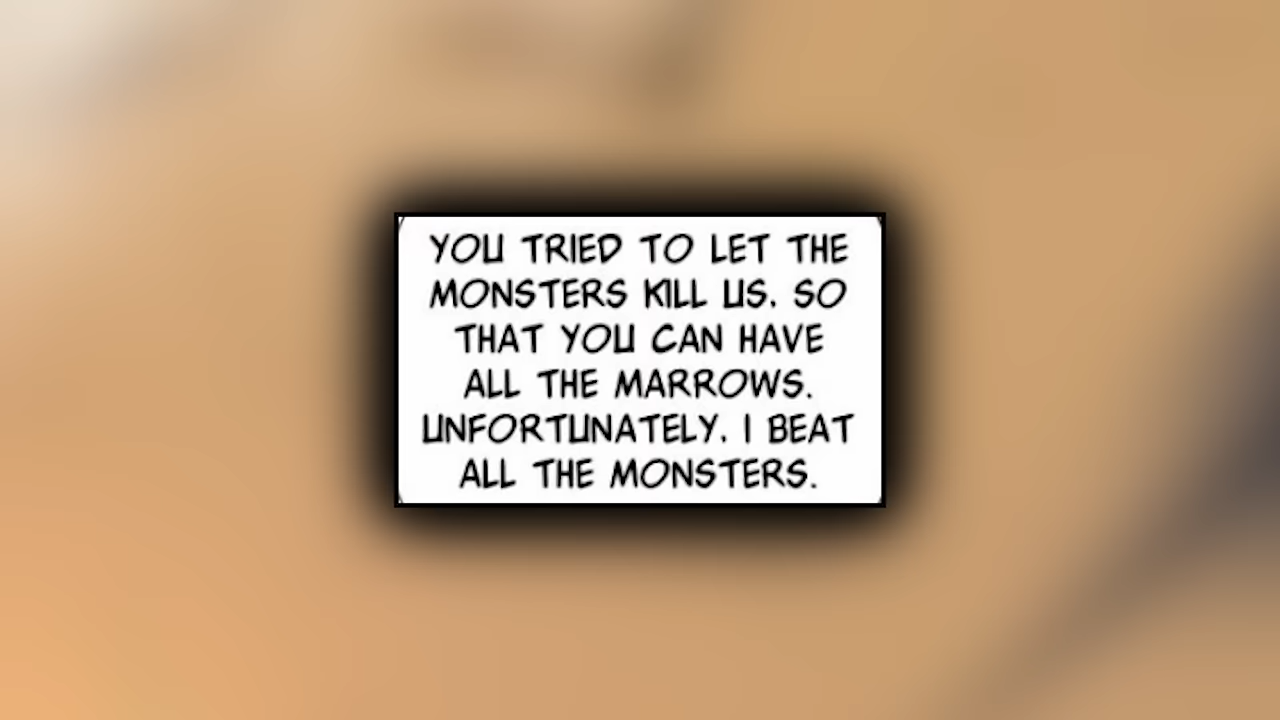 YOU TRIED TO LET THE
MONSTERS KILL US. SO
THAT YOU CAN HAVE
ALL THE MARROWS.
UNFORTUNATELY. I BEAT
ALL THE MONSTERS.